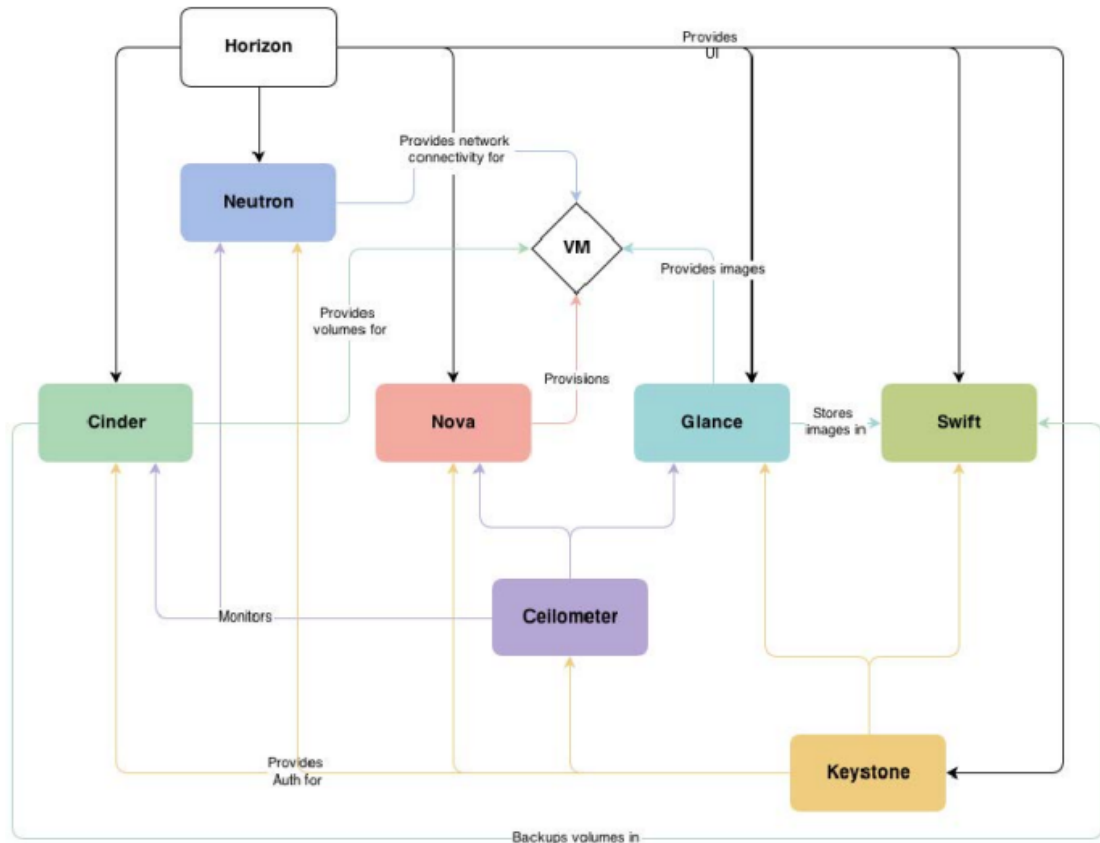 Horizon
Provides
UI
Provides network
connectivity for
Neutron
VM
Provides images
Provides
volumes for
Provisions
Cinder
Nova
Glance
Stores
images in
Swift
Ceilometer
Monitors
Provides
Auth for
Keystone
Backups volumes in